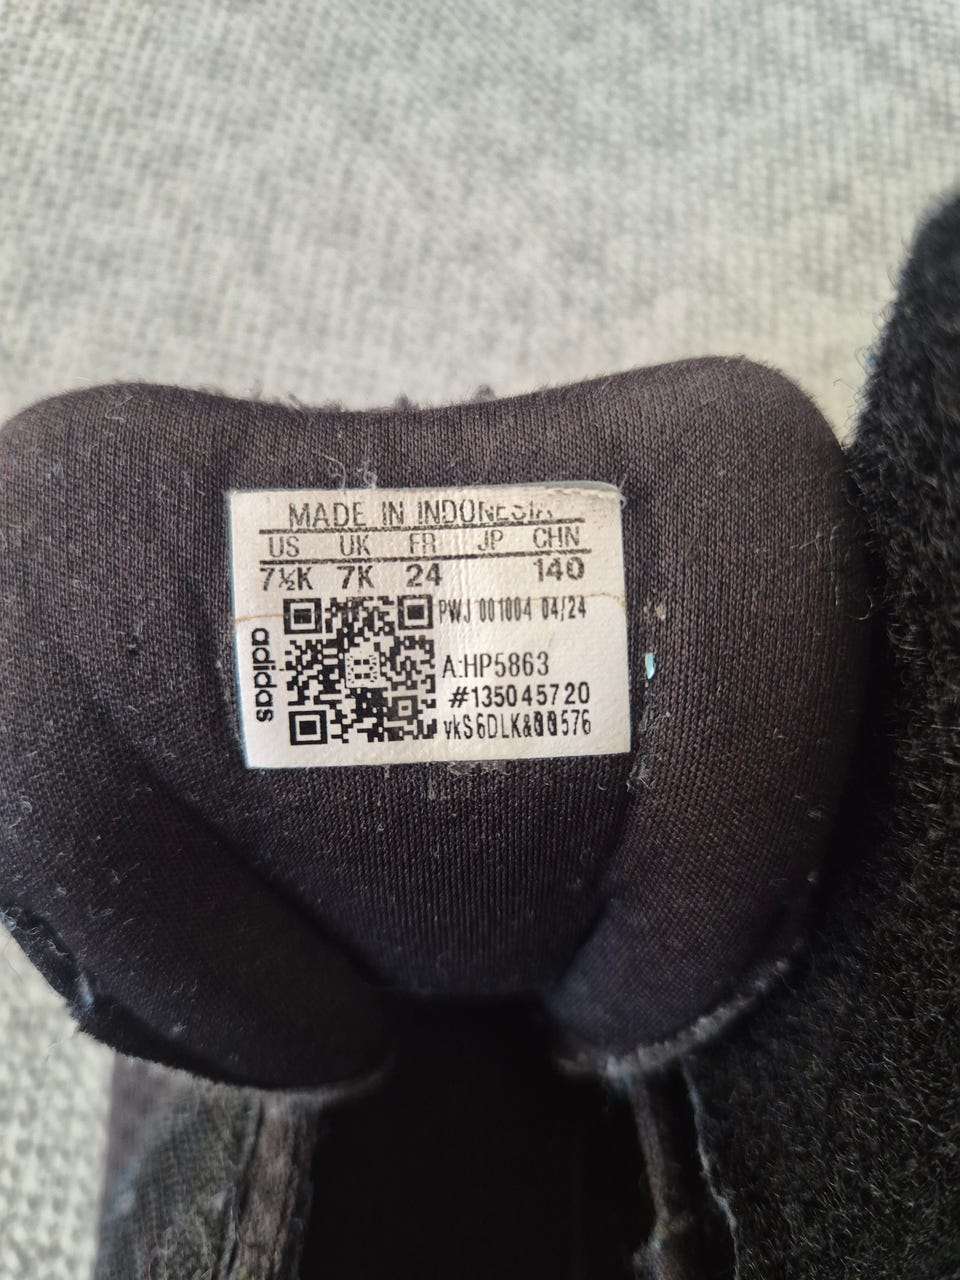 MADE IN INDONESIA
US UK FR JP CHN
7½K 7K 24 140
PWJ 001004 04/24
adidas
A:HP5863
#135045720
vkS6DLK&00576